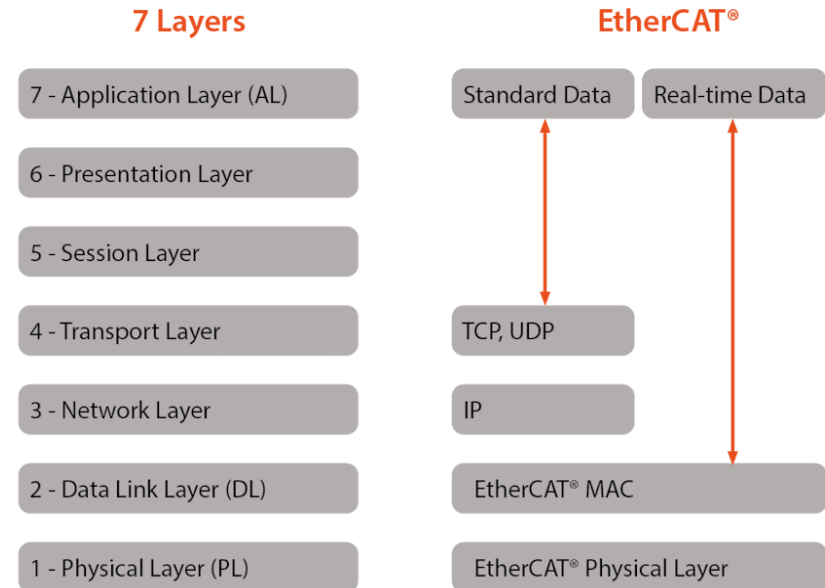 7 Layers
EtherCAT®
7 - Application Layer (AL)
Standard Data
Real-time Data
6 - Presentation Layer
5 - Session Layer
4 - Transport Layer
TCP, UDP
3 - Network Layer
IP
2 - Data Link Layer (DL)
EtherCAT® MAC
1 - Physical Layer (PL)
EtherCAT® Physical Layer